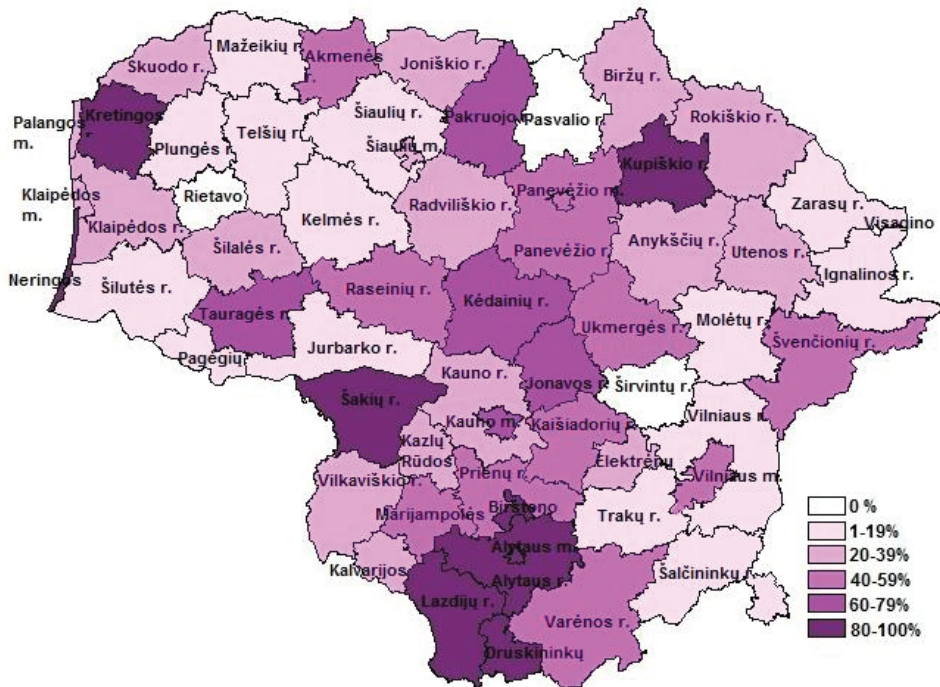 Mažeikių r.
Akmenės
r.
Skuodo r.
Joniškio r.
Biržų r.
Kretingos
r.
Palangos
m.
Plungės r.
Telšių r.
Šiaulių r.
Šiaulių m.
Pakruojo r.
Pasvalio r.
Rokiškio r.
Kupiškio r.
Klaipėdos
m.
Rietavo
Klaipėdos r.
Kelmės r.
Radviliškio r.
Panevėžio m.
Zarasų r.
Visagino
Šilalės r.
Panevėžio r.
Anykščių r.
Utenos r.
Neringos
Šilutės r.
Ignalinos r.
Raseinių r.
Kėdainių r.
Tauragės r.
Ukmergės r.
Molėtų r.
Švenčionių r.
Pagėgių
Jurbarko r.
Kauno r.
Jonavos r.
Širvintų r.
Šakių r.
Kauno m.
Kaišiadorių r.
Vilniaus r.
Kazlų
Rūdos
Elektrėnų
Vilkaviškio r.
Prienų r.
Vilniaus m.
Marijampolės
Birštono
Trakų r.
Alytaus m.
Kalvarijos
Alytaus r.
Šalčininkų r.
Lazdijų r.
Varėnos r.
Druskininkų
0 %
1-19%
20-39%
40-59%
60-79%
80-100%